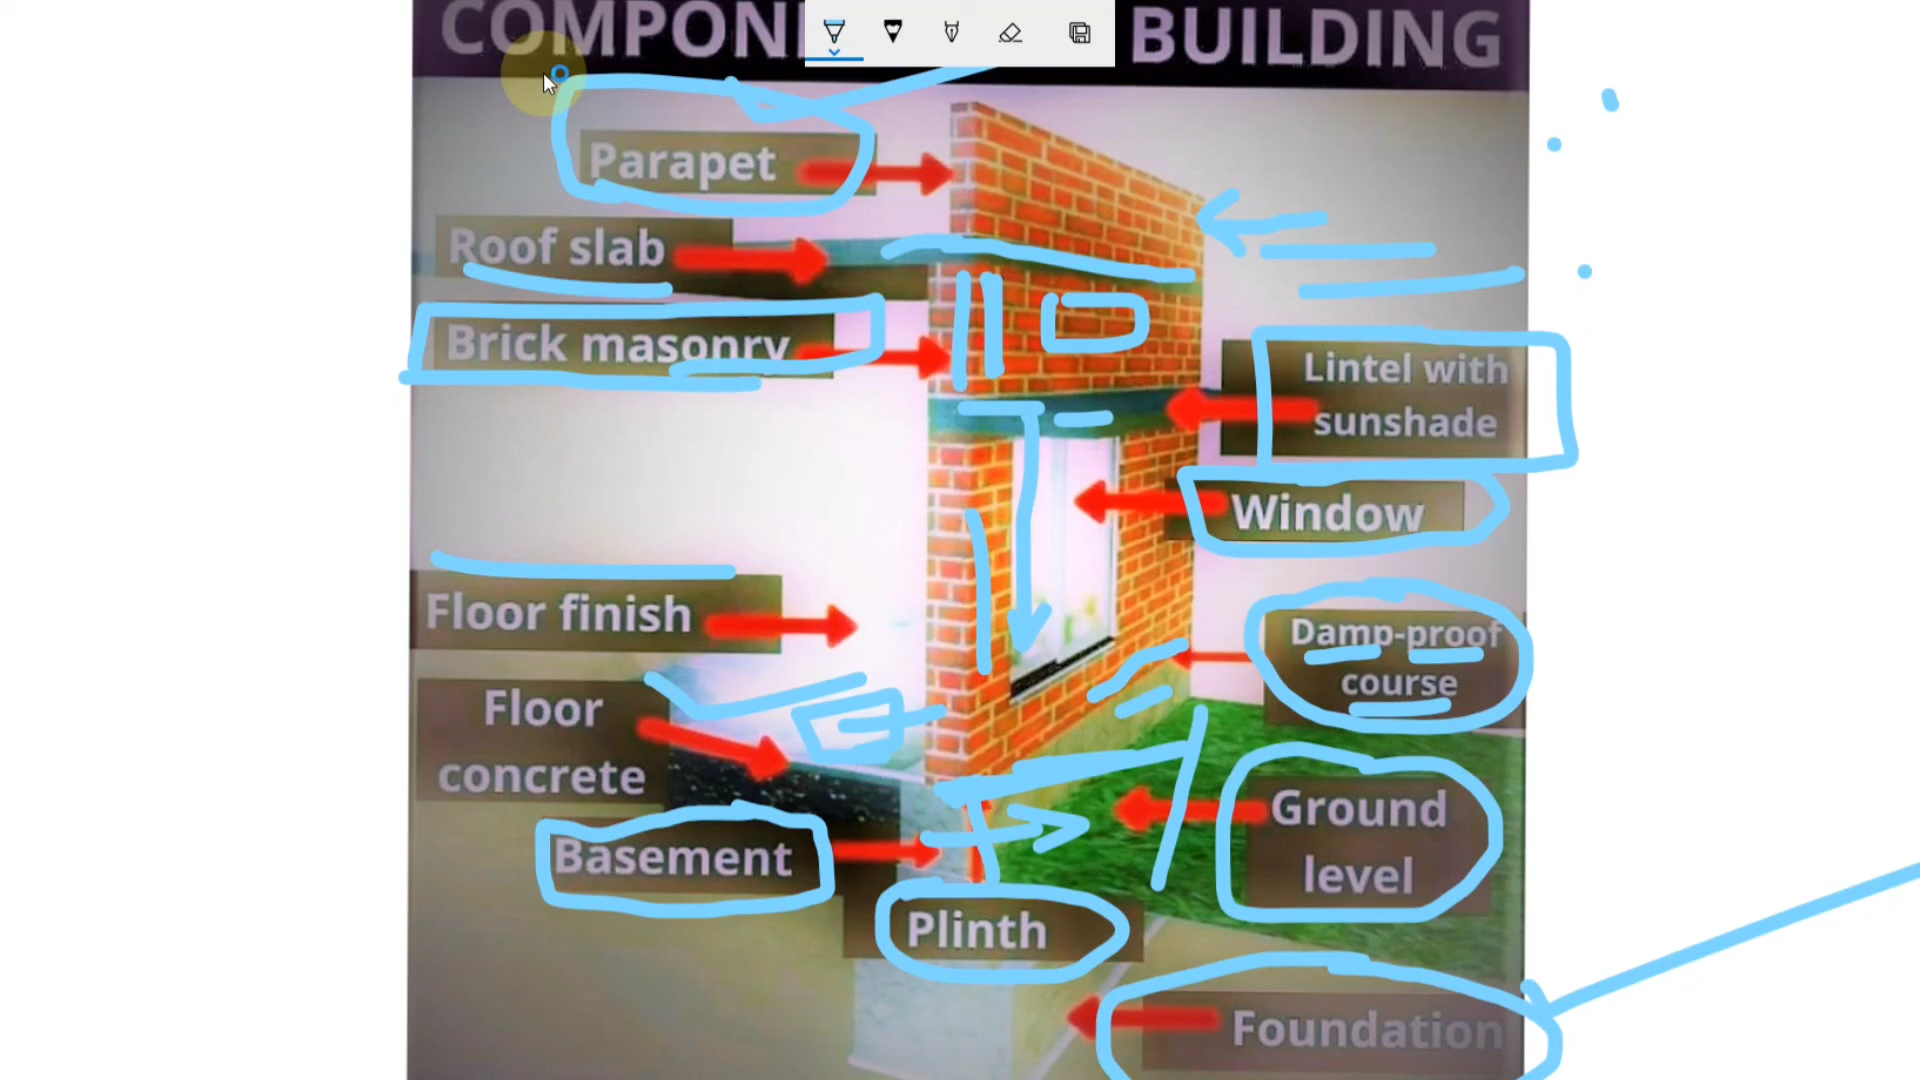 COMPON BUILDING
Parapet
Roof slab
Brick masonry
Lintel with
sunshade
Window
Floor finish
Damp-proof
course
Floor
concrete
Ground
level
Basement
Plinth
Foundation